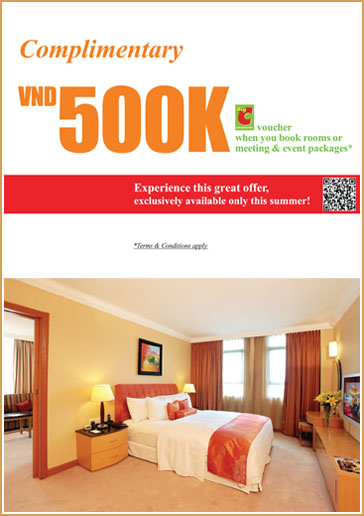 Complimentary
VND 500K
Big
C
voucher
when you book rooms or
meeting & event packages*
Experience this great offer,
exclusively available only this summer!
*Terms & Conditions apply